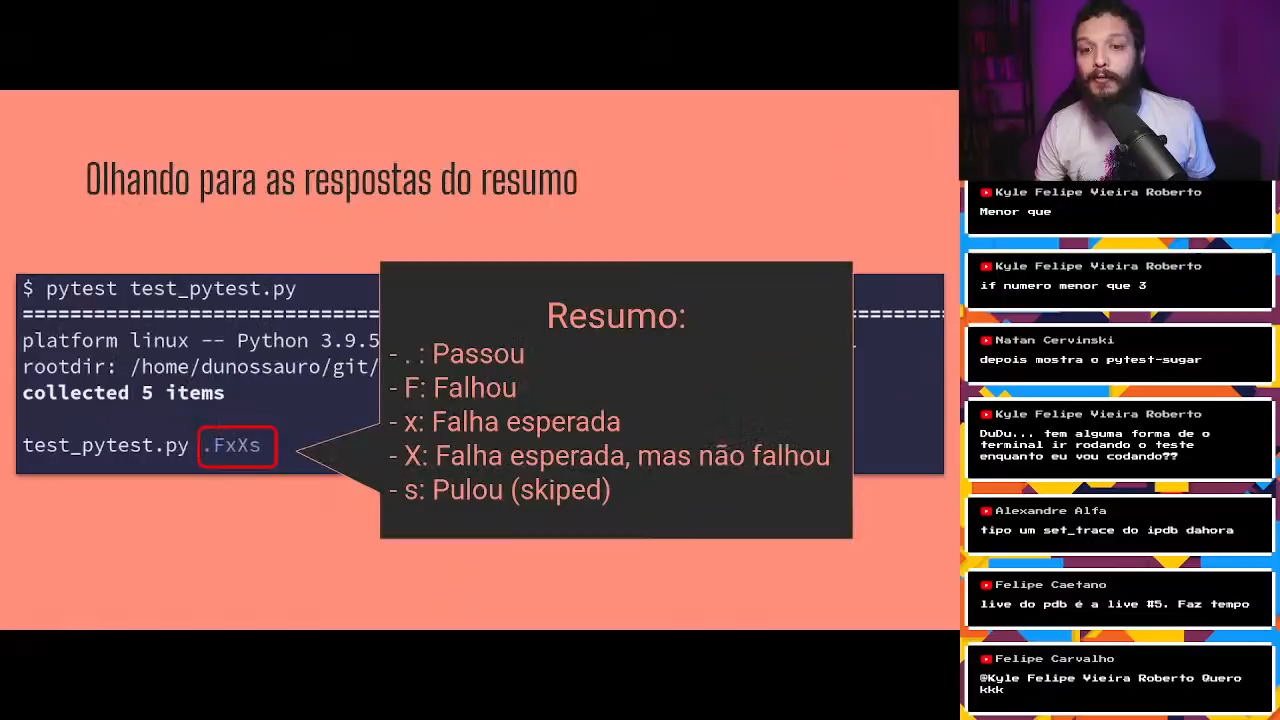 Olhando para as respostas do resumo
$ pytest test_pytest.py
platform linux -- Python 3.9.5
rootdir: /home/dunossauro/git/
collected 5 items
test_pytest.py .FxXs
Resumo:
- . : Passou
- F: Falhou
- x: Falha esperada
- X: Falha esperada, mas não falhou
- s: Pulou (skiped)
Kyle Felipe Vieira Roberto
Menor que
Kyle Felipe Vieira Roberto
if numero menor que 3
Natan Cervinski
depois mostra o pytest-sugar
Kyle Felipe Vieira Roberto
DuDu... tem alguma forma de o
terminal ir rodando o teste
enquanto eu vou codando??
Alexandre Alfa
tipo um set_trace do ipdb dahora
Felipe Caetano
live do pdb é a live #5. Faz tempo
Felipe Carvalho
@Kyle Felipe Vieira Roberto Quero
kkk